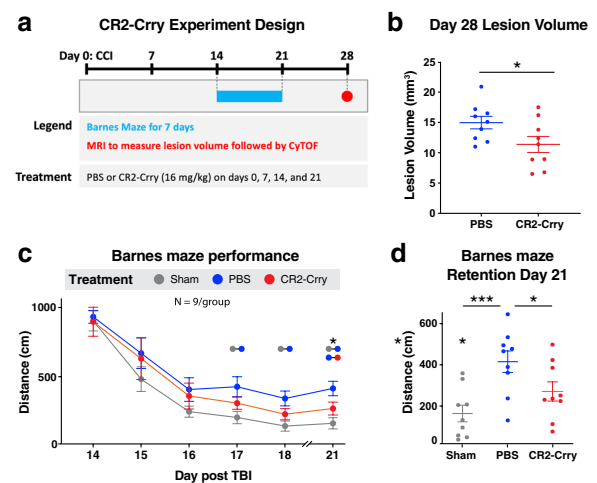 a
CR2-Crry Experiment Design
Day 0: CCI 7 14 21 28
Legend
Barnes Maze for 7 days
MRI to measure lesion volume followed by CyTOF
Treatment
PBS or CR2-Crry (16 mg/kg) on days 0, 7, 14, and 21
b
Day 28 Lesion Volume
Lesion Volume (mm³)
25
20
15
10
5
0
*
PBS CR2-Crry
c
Barnes maze performance
Treatment Sham PBS CR2-Crry
N = 9/group
Distance (cm)
1000
500
0
*
14 15 16 17 18 21
Day post TBI
d
Barnes maze
Retention Day 21
Distance (cm)
600
400
200
0
*** *
* *
Sham PBS CR2-Crry